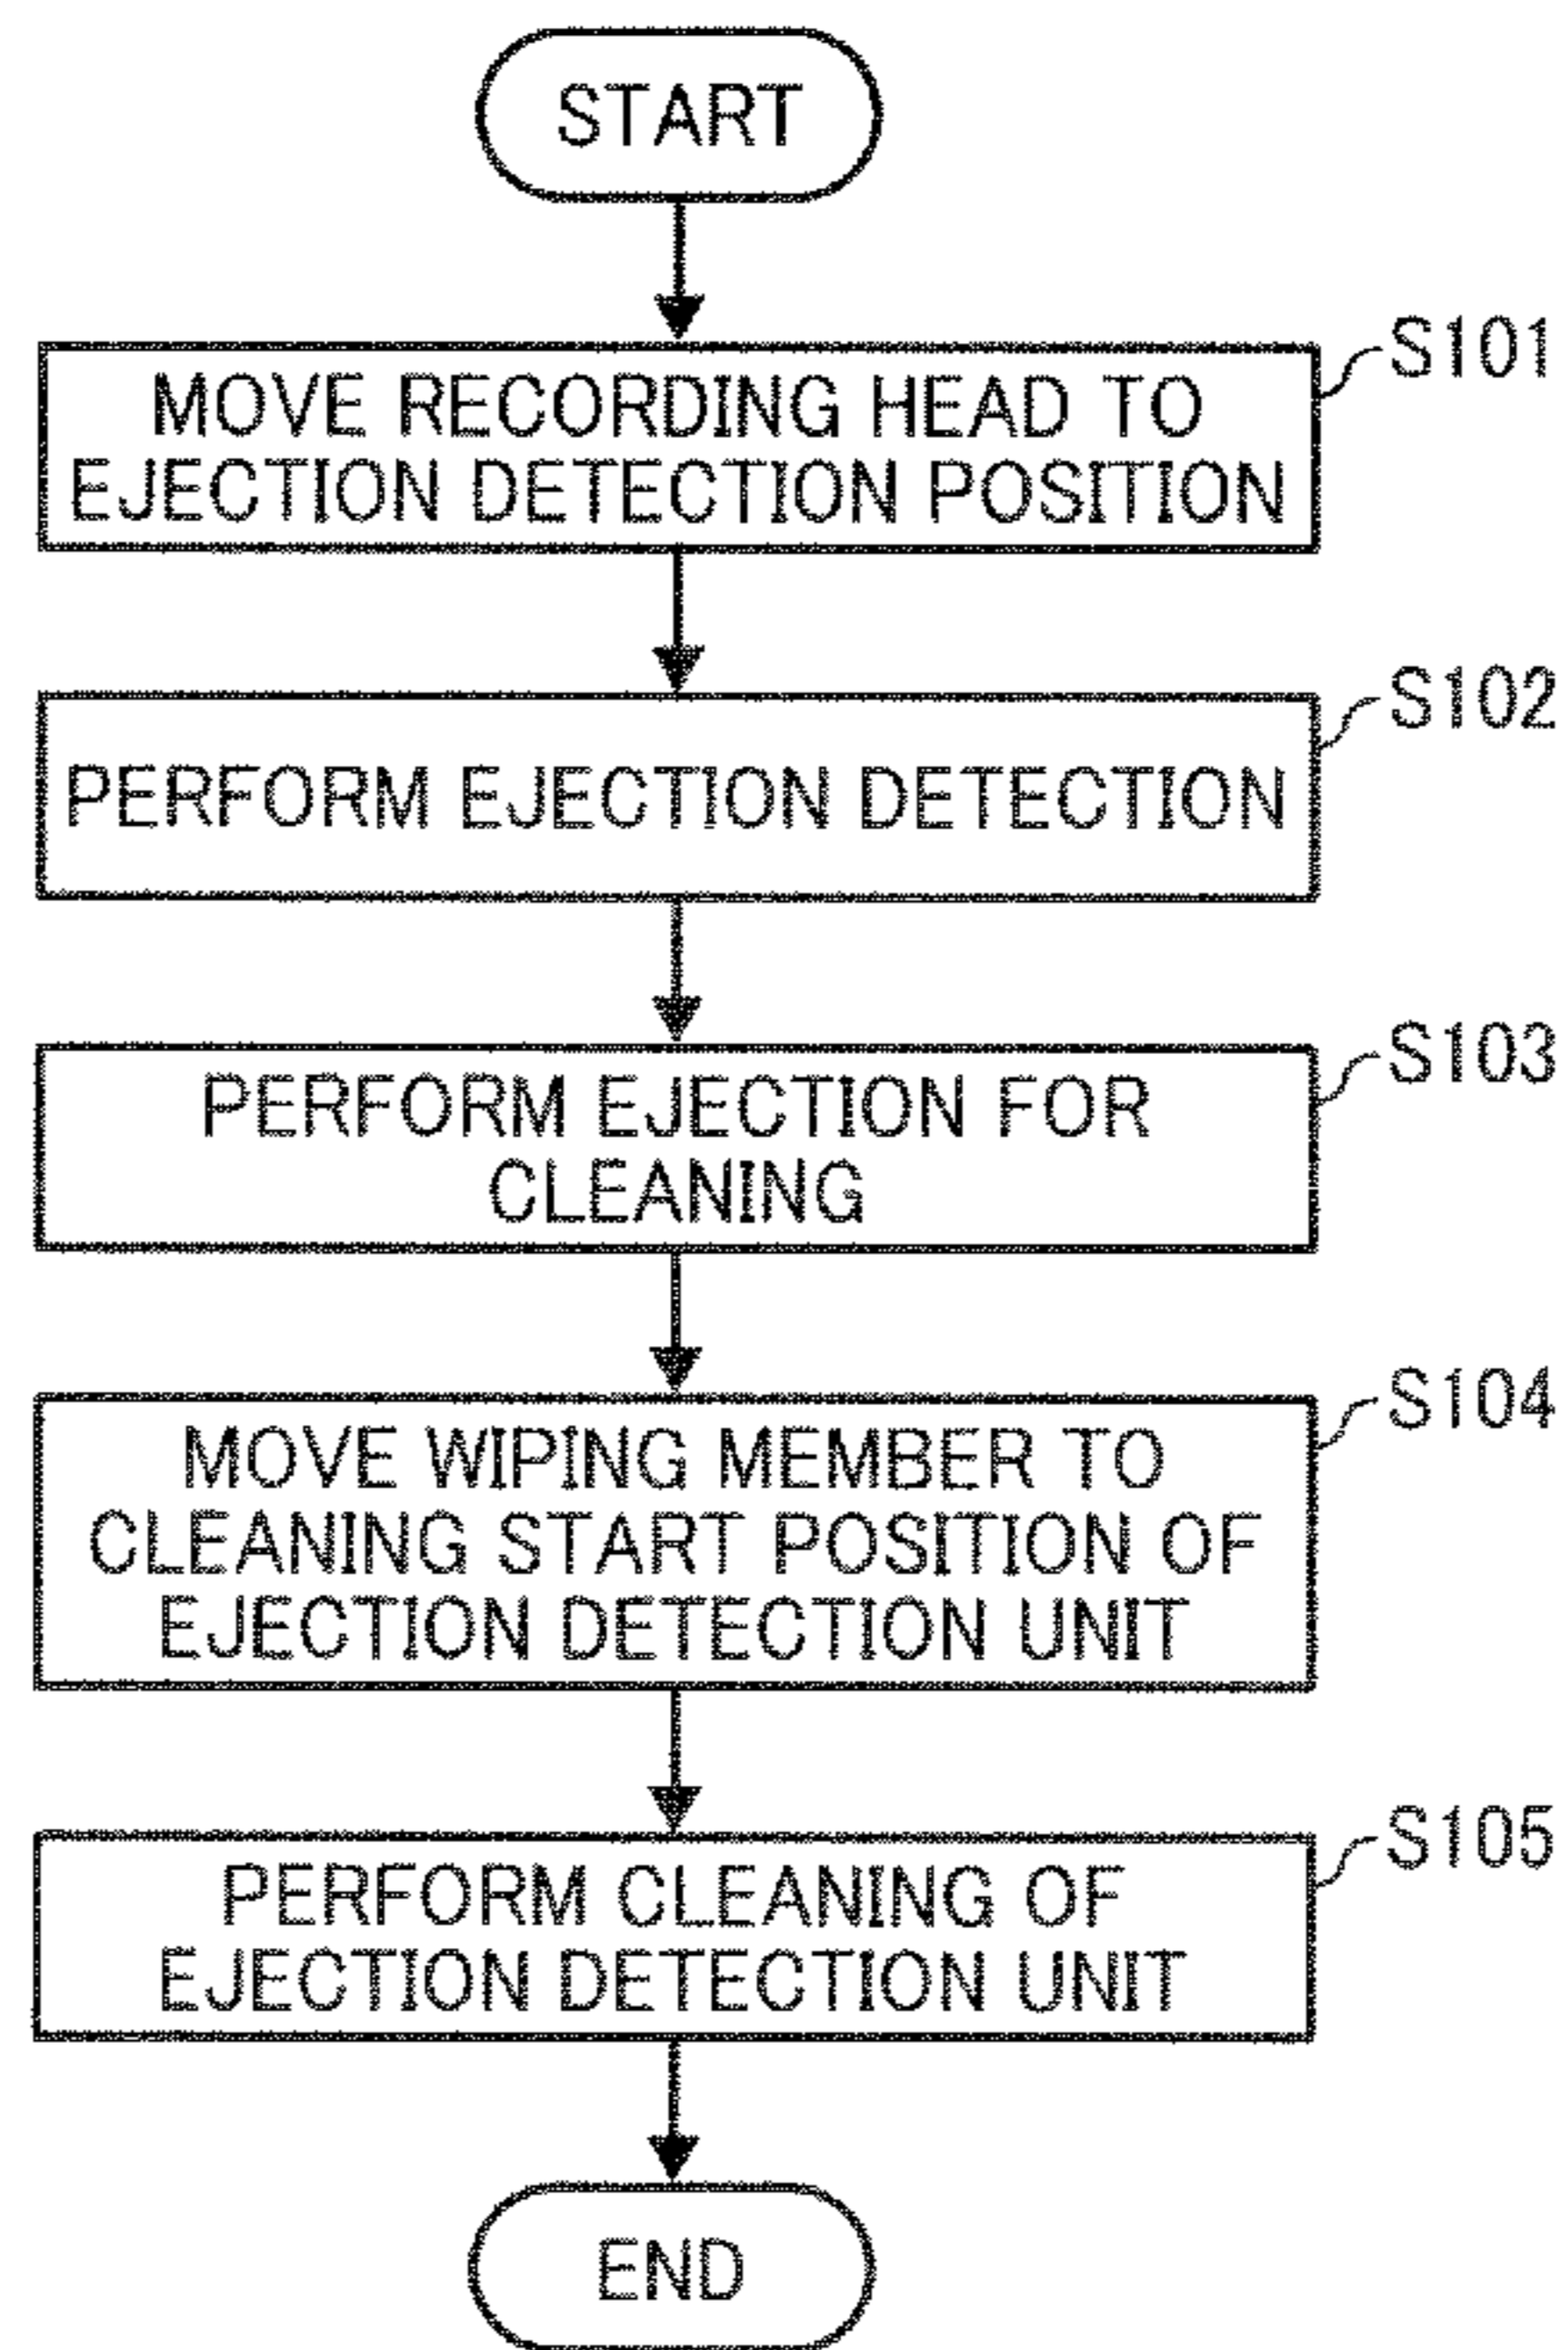 START
S101
MOVE RECORDING HEAD TO
EJECTION DETECTION POSITION
S102
PERFORM EJECTION DETECTION
S103
PERFORM EJECTION FOR
CLEANING
S104
MOVE WIPING MEMBER TO
CLEANING START POSITION OF
EJECTION DETECTION UNIT
S105
PERFORM CLEANING OF
EJECTION DETECTION UNIT
END